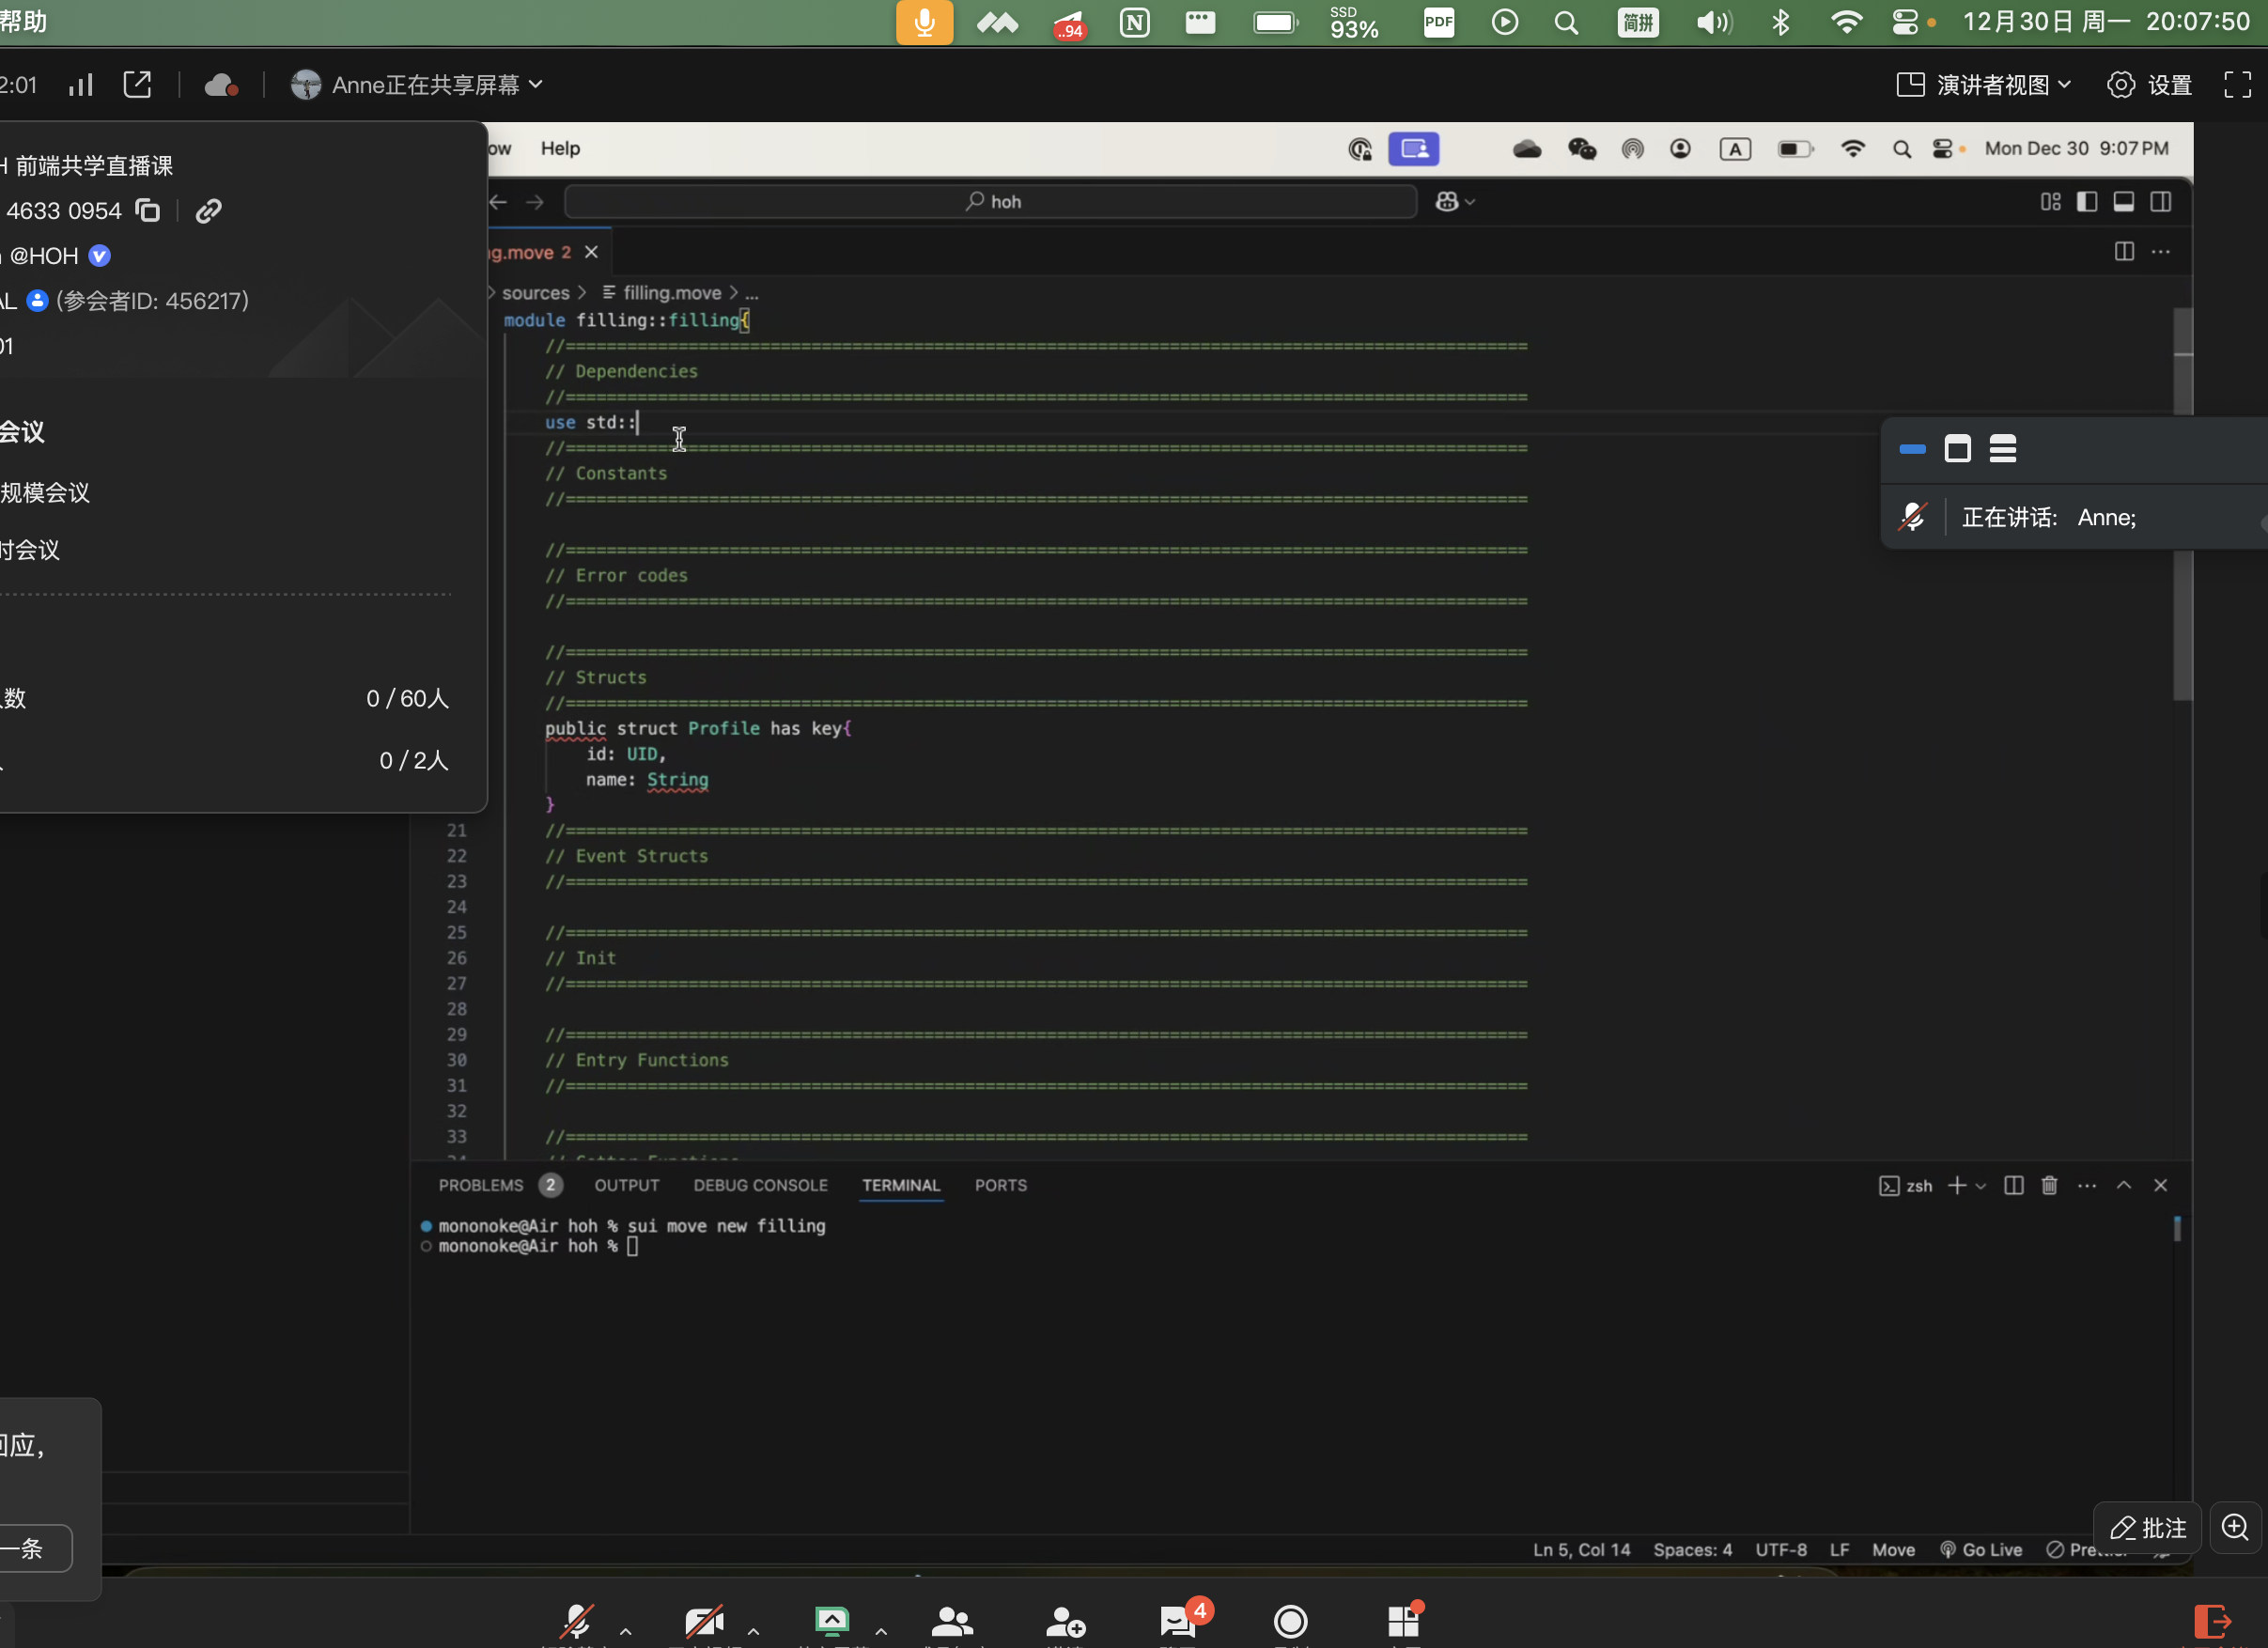 帮助
..94
SSD
93%
PDF
简拼
12月30日 周一 20:07:50
2:01
Anne正在共享屏幕
演讲者视图
设置
H 前端共学直播课
4633 0954
@HOH
AL (参会者ID: 456217)
01
会议
规模会议
时会议
人数
0 / 60人
0 / 2人
ow Help
A
Mon Dec 30 9:07 PM
hoh
g.move 2
sources > filling.move > ...
module filling::filling{
//==============================================================================================
// Dependencies
//==============================================================================================
use std::
//==============================================================================================
// Constants
//==============================================================================================
//==============================================================================================
// Error codes
//==============================================================================================
//==============================================================================================
// Structs
//==============================================================================================
public struct Profile has key{
id: UID,
name: String
}
21 //==============================================================================================
22 // Event Structs
23 //==============================================================================================
24
25 //==============================================================================================
26 // Init
27 //==============================================================================================
28
29 //==============================================================================================
30 // Entry Functions
31 //==============================================================================================
32
33 //==============================================================================================
正在讲话: Anne;
PROBLEMS 2 OUTPUT DEBUG CONSOLE TERMINAL PORTS
zsh
mononoke@Air hoh % sui move new filling
mononoke@Air hoh %
回应,
一条
批注
Ln 5, Col 14 Spaces: 4 UTF-8 LF Move Go Live
4